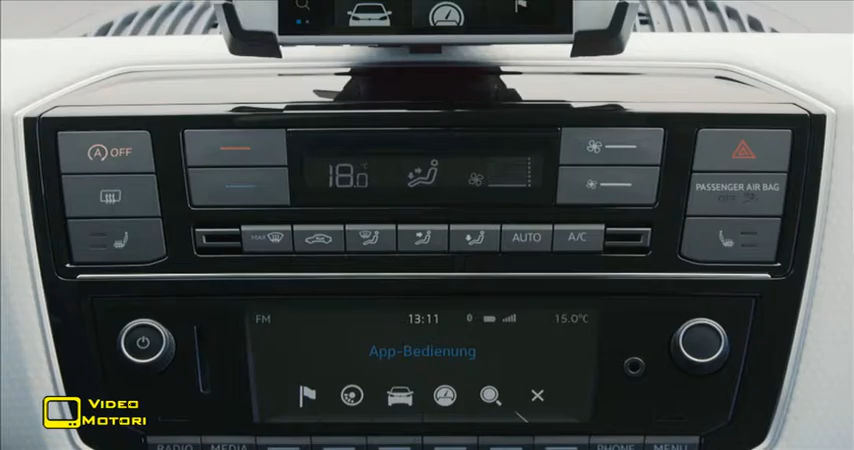 A OFF
18.0 °C
PASSENGER AIR BAG
OFF
MAX
AUTO
A/C
FM
13:11
15.0°C
App-Bedienung
VIDEO
MOTORI
RADIO
MEDIA
PHONE
MENU